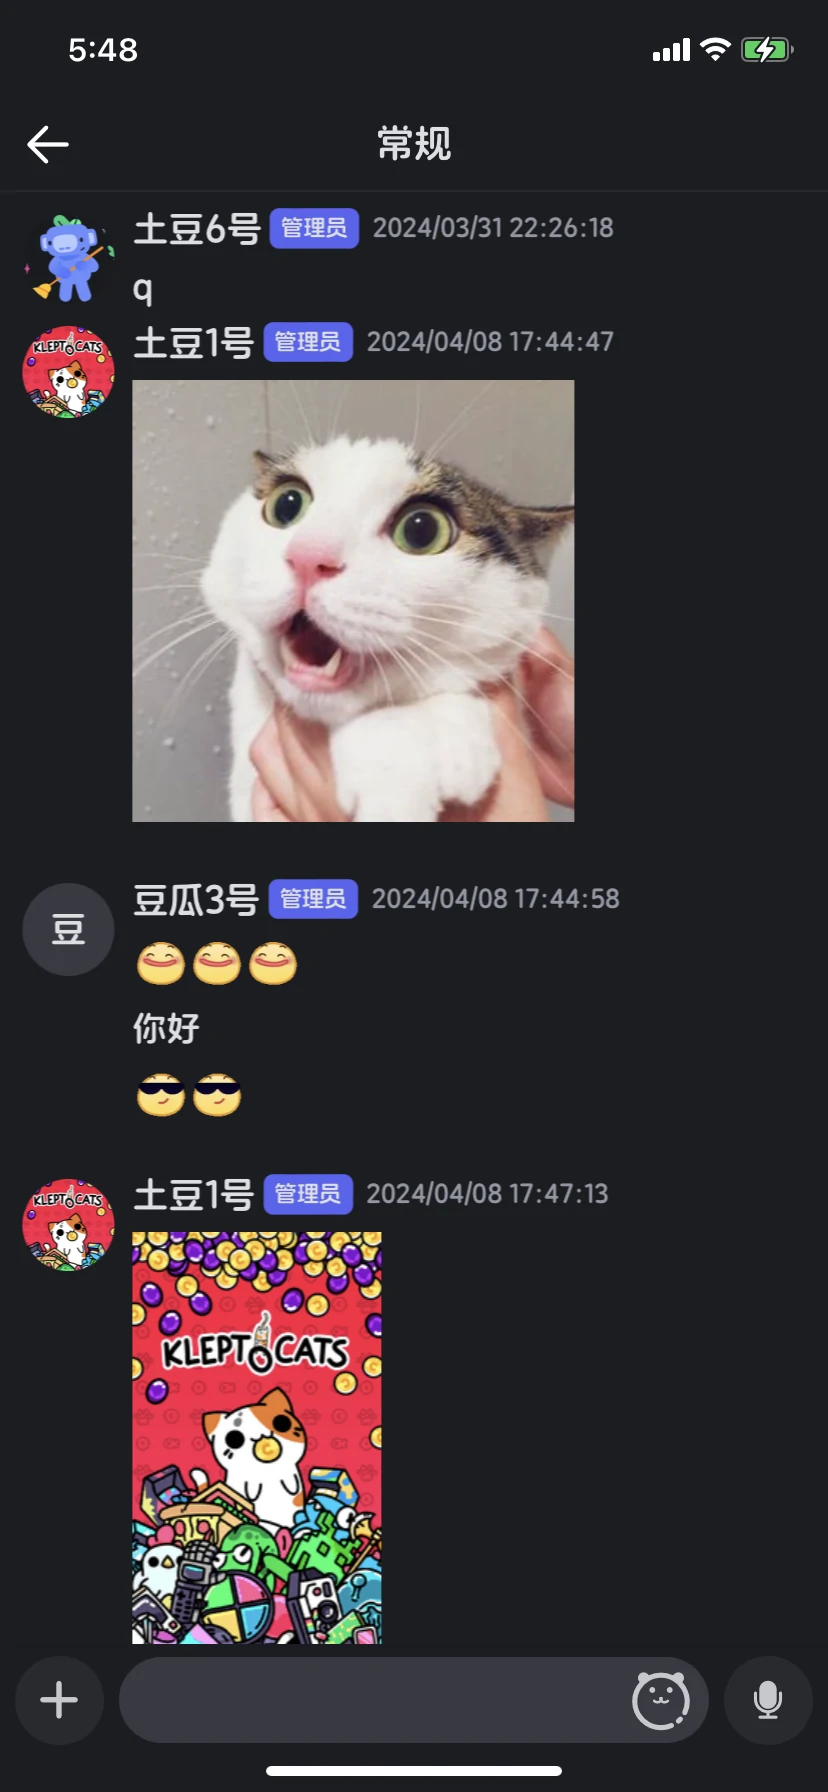 5:48
常规
土豆6号 管理员 2024/03/31 22:26:18
q
KLEPTOCATS
土豆1号 管理员 2024/04/08 17:44:47
豆
豆瓜3号 管理员 2024/04/08 17:44:58
你好
KLEPTOCATS
土豆1号 管理员 2024/04/08 17:47:13
KLEPTOCATS